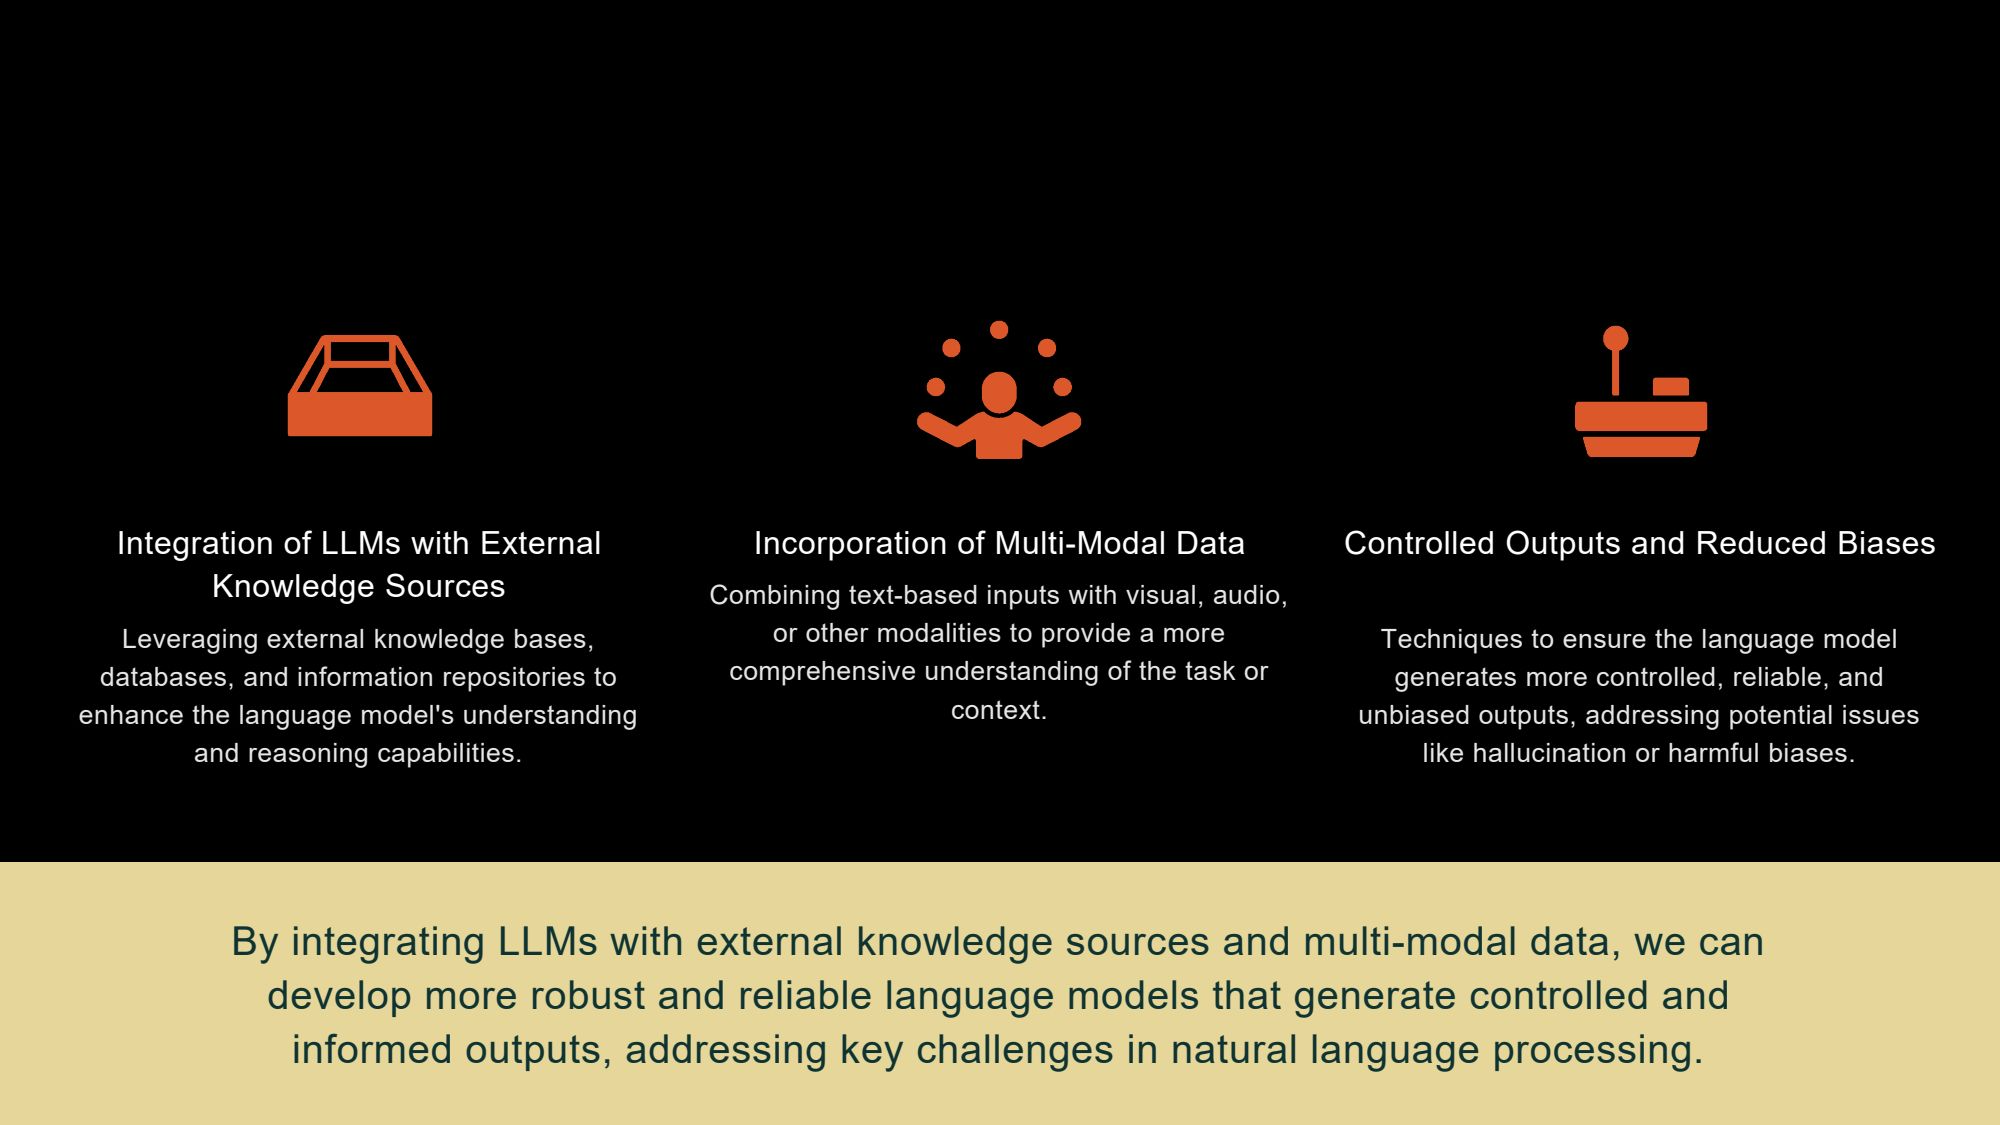 Integration of LLMs with External
Knowledge Sources
Leveraging external knowledge bases,
databases, and information repositories to
enhance the language model's understanding
and reasoning capabilities.
Incorporation of Multi-Modal Data
Combining text-based inputs with visual, audio,
or other modalities to provide a more
comprehensive understanding of the task or
context.
Controlled Outputs and Reduced Biases
Techniques to ensure the language model
generates more controlled, reliable, and
unbiased outputs, addressing potential issues
like hallucination or harmful biases.
By integrating LLMs with external knowledge sources and multi-modal data, we can
develop more robust and reliable language models that generate controlled and
informed outputs, addressing key challenges in natural language processing.